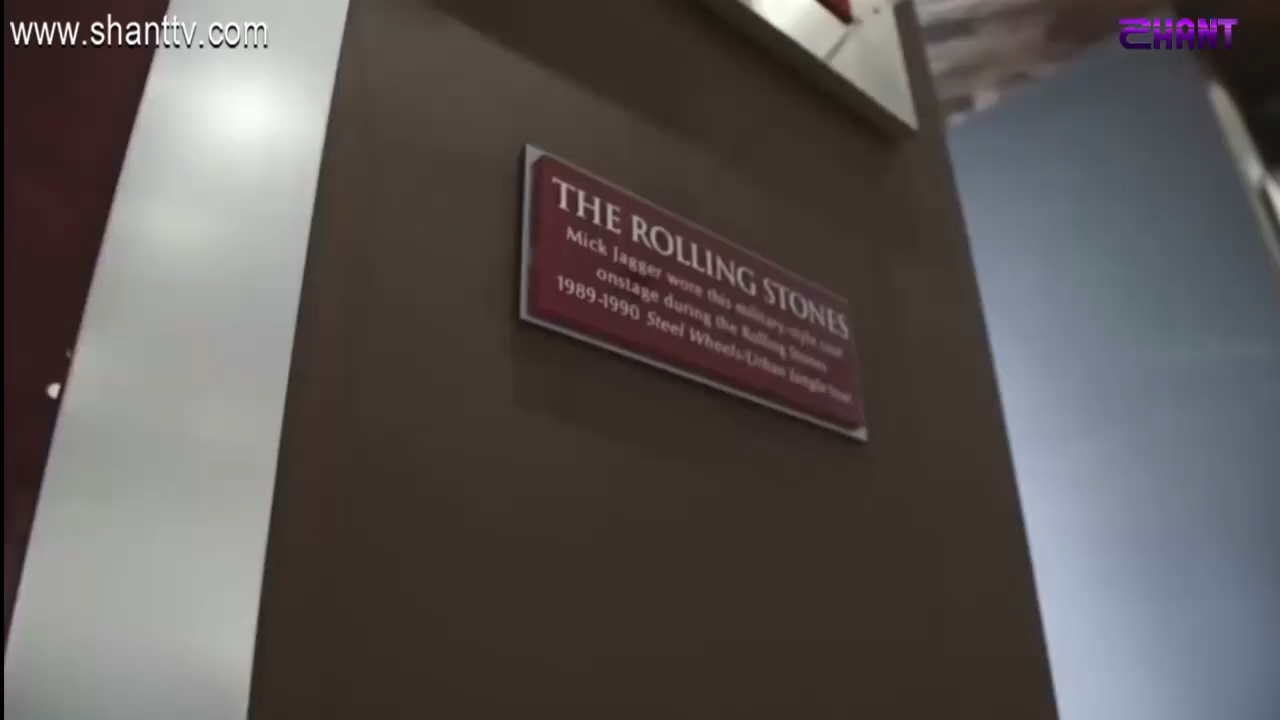 www.shanttv.com
SHANT
THE ROLLING STONES
Mick Jagger wore this military-style coat
onstage during the Rolling Stones
1989-1990 Steel Wheels/Urban Jungle Tour.